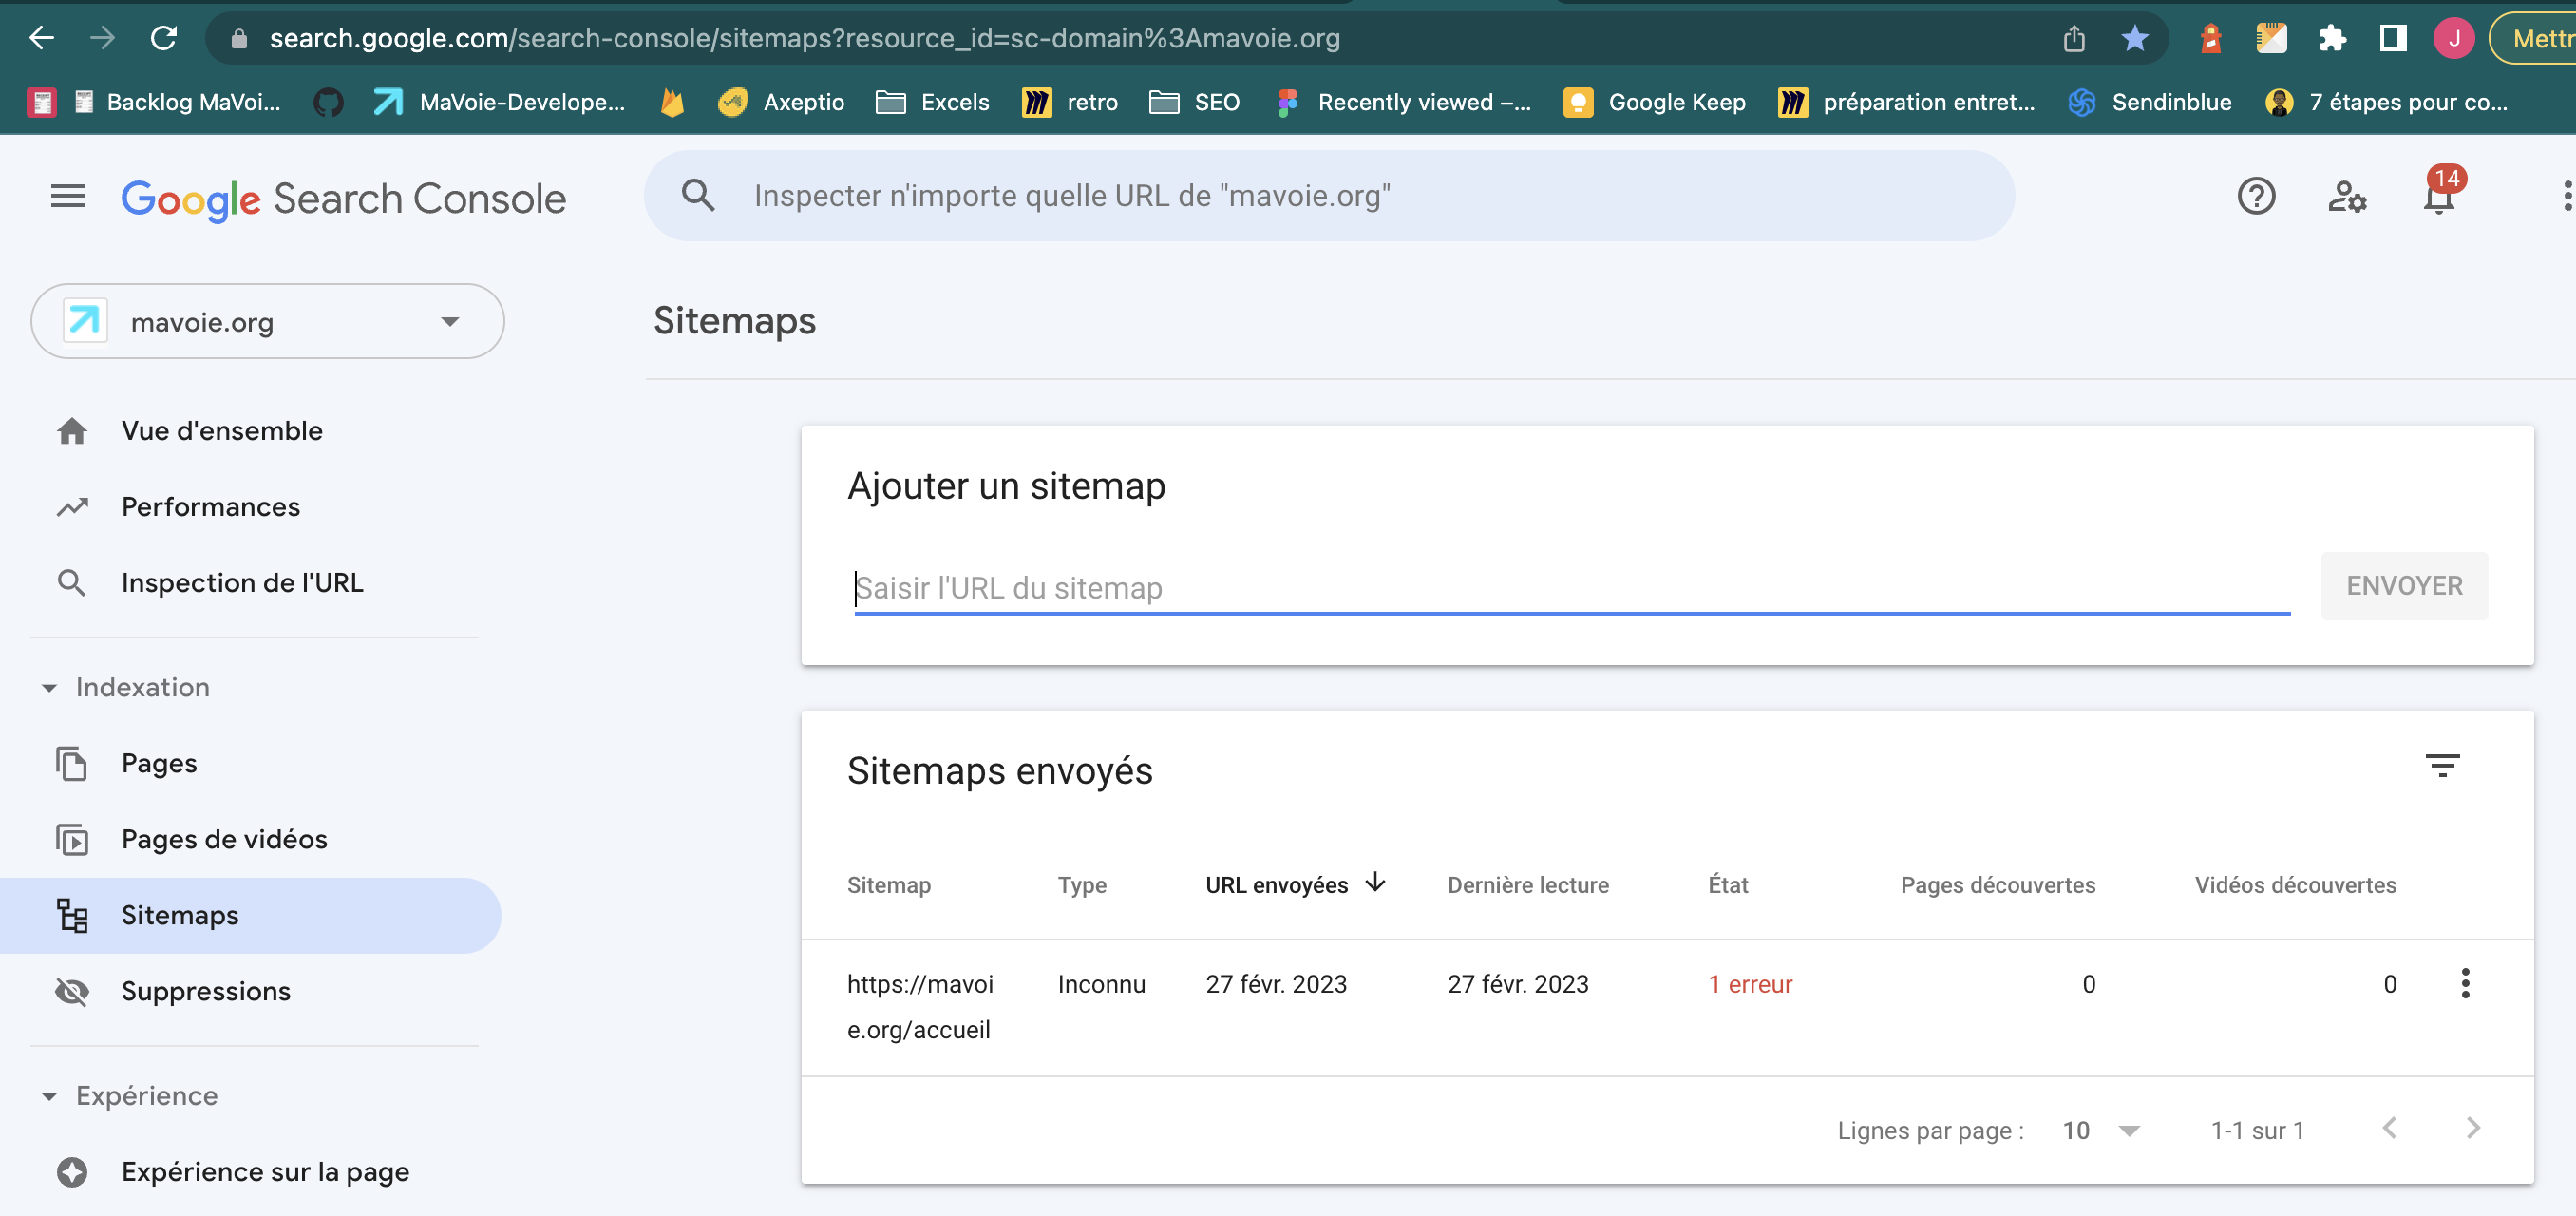 search.google.com/search-console/sitemaps?resource_id=sc-domain%3Amavoie.org
J
Mettr
Backlog MaVoi...
MaVoie-Develope...
Axeptio
Excels
retro
SEO
Recently viewed –...
Google Keep
préparation entret...
Sendinblue
7 étapes pour co...
Google Search Console
Inspecter n'importe quelle URL de "mavoie.org"
14
mavoie.org
Vue d'ensemble
Performances
Inspection de l'URL
Indexation
Pages
Pages de vidéos
Sitemaps
Suppressions
Expérience
Expérience sur la page
Sitemaps
Ajouter un sitemap
Saisir l'URL du sitemap
ENVOYER
Sitemaps envoyés
Sitemap Type URL envoyées Dernière lecture État Pages découvertes Vidéos découvertes
https://mavoi Inconnu 27 févr. 2023 27 févr. 2023 1 erreur 0 0
e.org/accueil
Lignes par page : 10 1-1 sur 1